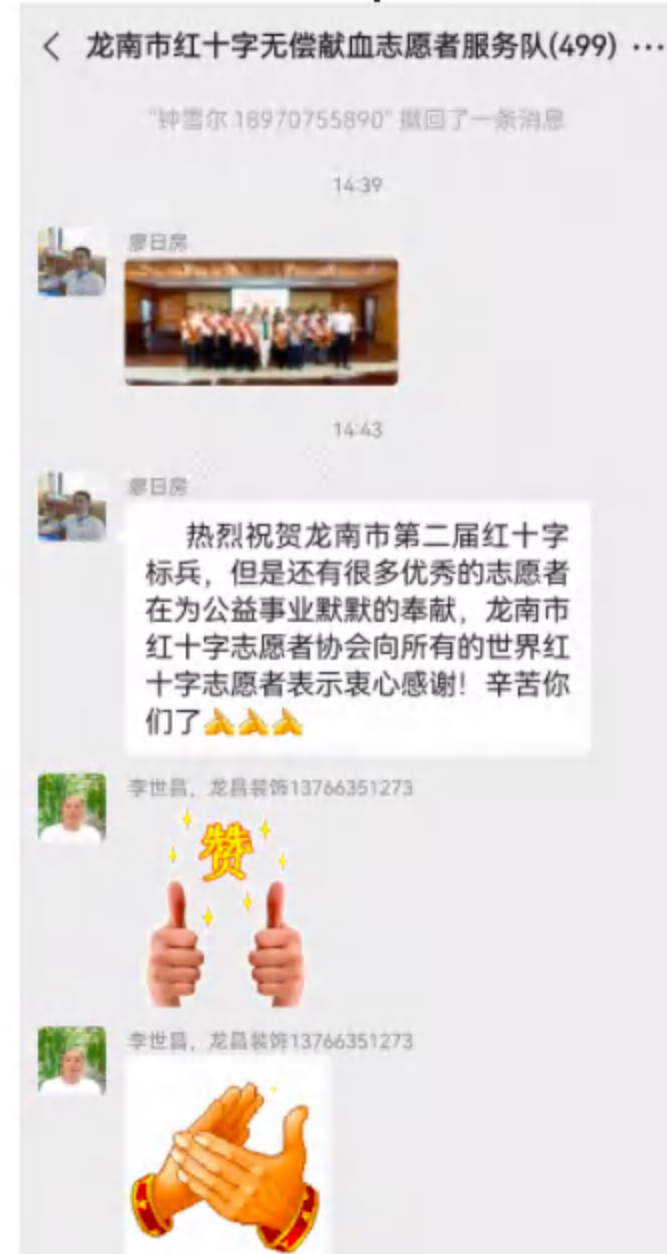 龙南市红十字无偿献血志愿者服务队(499)
"钟雪尔 18970755890" 撤回了一条消息
14:39
廖日房
14:43
廖日房
热烈祝贺龙南市第二届红十字
标兵，但是还有很多优秀的志愿者
在为公益事业默默的奉献，龙南市
红十字志愿者协会向所有的世界红
十字志愿者表示衷心感谢！辛苦你
们了🙏🙏🙏
李世昌，龙昌装饰13766351273
赞
李世昌，龙昌装饰13766351273